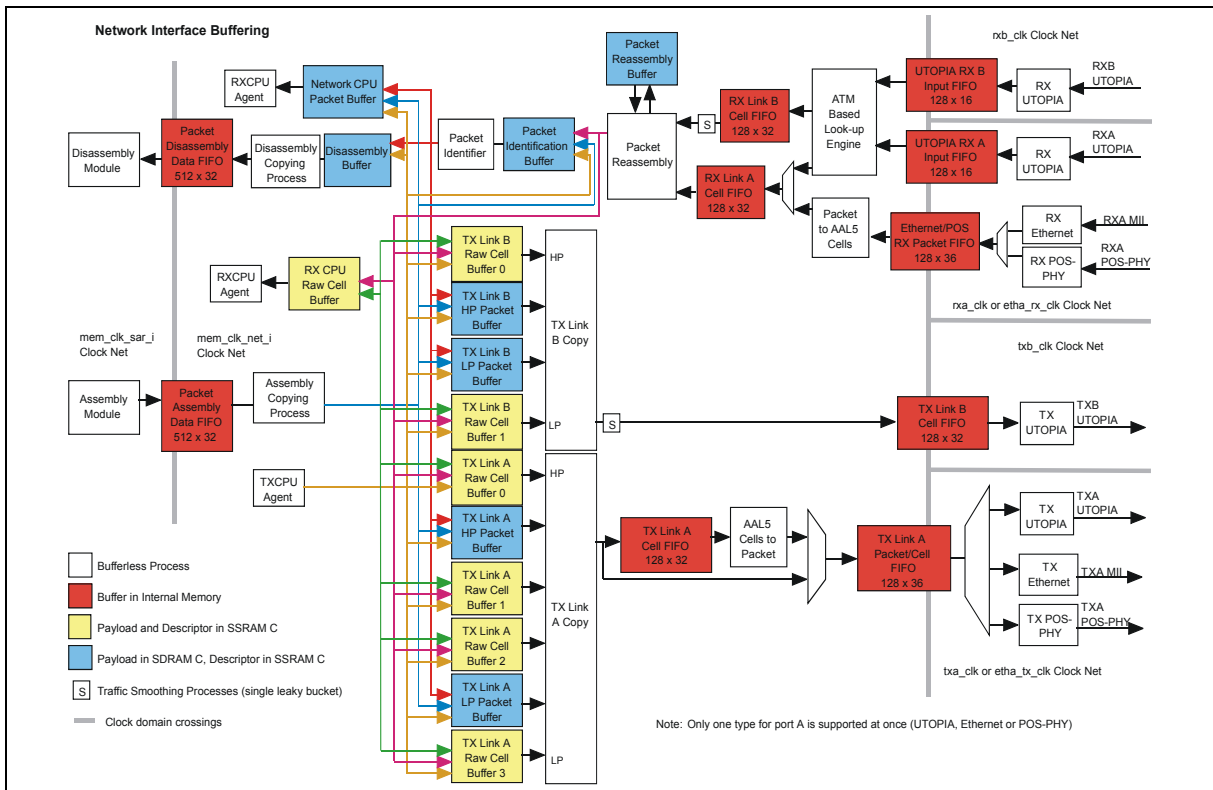 Network Interface Buffering
rxb_clk Clock Net
RXCPU
Agent
Network CPU
Packet Buffer
Packet
Reassembly
Buffer
UTOPIA RX B
Input FIFO
128 x 16
RX
UTOPIA
RXB
UTOPIA
RX Link B
Cell FIFO
128 x 32
S
ATM
Based
Look-up
Engine
Disassembly
Module
Packet
Disassembly
Data FIFO
512 x 32
Disassembly
Copying
Process
Disassembly
Buffer
Packet
Identifier
Packet
Identification
Buffer
Packet
Reassembly
UTOPIA RX A
Input FIFO
128 x 16
RX
UTOPIA
RXA
UTOPIA
RX Link A
Cell FIFO
128 x 32
Packet
to AAL5
Cells
Ethernet/POS
RX Packet FIFO
128 x 36
RX
Ethernet
RXA MII
RX POS-
PHY
RXA
POS-PHY
RXCPU
Agent
RX CPU
Raw Cell
Buffer
TX Link B
Raw Cell
Buffer 0
HP
TX Link B
HP Packet
Buffer
TX Link
B Copy
rxa_clk or etha_rx_clk Clock Net
mem_clk_sar_i
Clock Net
mem_clk_net_i
Clock Net
TX Link B
LP Packet
Buffer
txb_clk Clock Net
Assembly
Module
Packet
Assembly
Data FIFO
512 x 32
Assembly
Copying
Process
TX Link B
Raw Cell
Buffer 1
LP
S
TX Link B
Cell FIFO
128 x 32
TX
UTOPIA
TXB
UTOPIA
TXCPU
Agent
TX Link A
Raw Cell
Buffer 0
HP
TX Link A
HP Packet
Buffer
TX Link A
Cell FIFO
128 x 32
AAL5
Cells to
Packet
TX Link A
Packet/Cell
FIFO
128 x 36
TX
UTOPIA
TXA
UTOPIA
TX
Ethernet
TXA MII
TX POS-
PHY
TXA
POS-PHY
TX Link A
Raw Cell
Buffer 1
TX Link
A Copy
TX Link A
Raw Cell
Buffer 2
txa_clk or etha_tx_clk Clock Net
TX Link A
LP Packet
Buffer
TX Link A
Raw Cell
Buffer 3
LP
Bufferless Process
Buffer in Internal Memory
Payload and Descriptor in SSRAM C
Payload in SDRAM C, Descriptor in SSRAM C
S
Traffic Smoothing Processes (single leaky bucket)
Clock domain crossings
Note: Only one type for port A is supported at once (UTOPIA, Ethernet or POS-PHY)